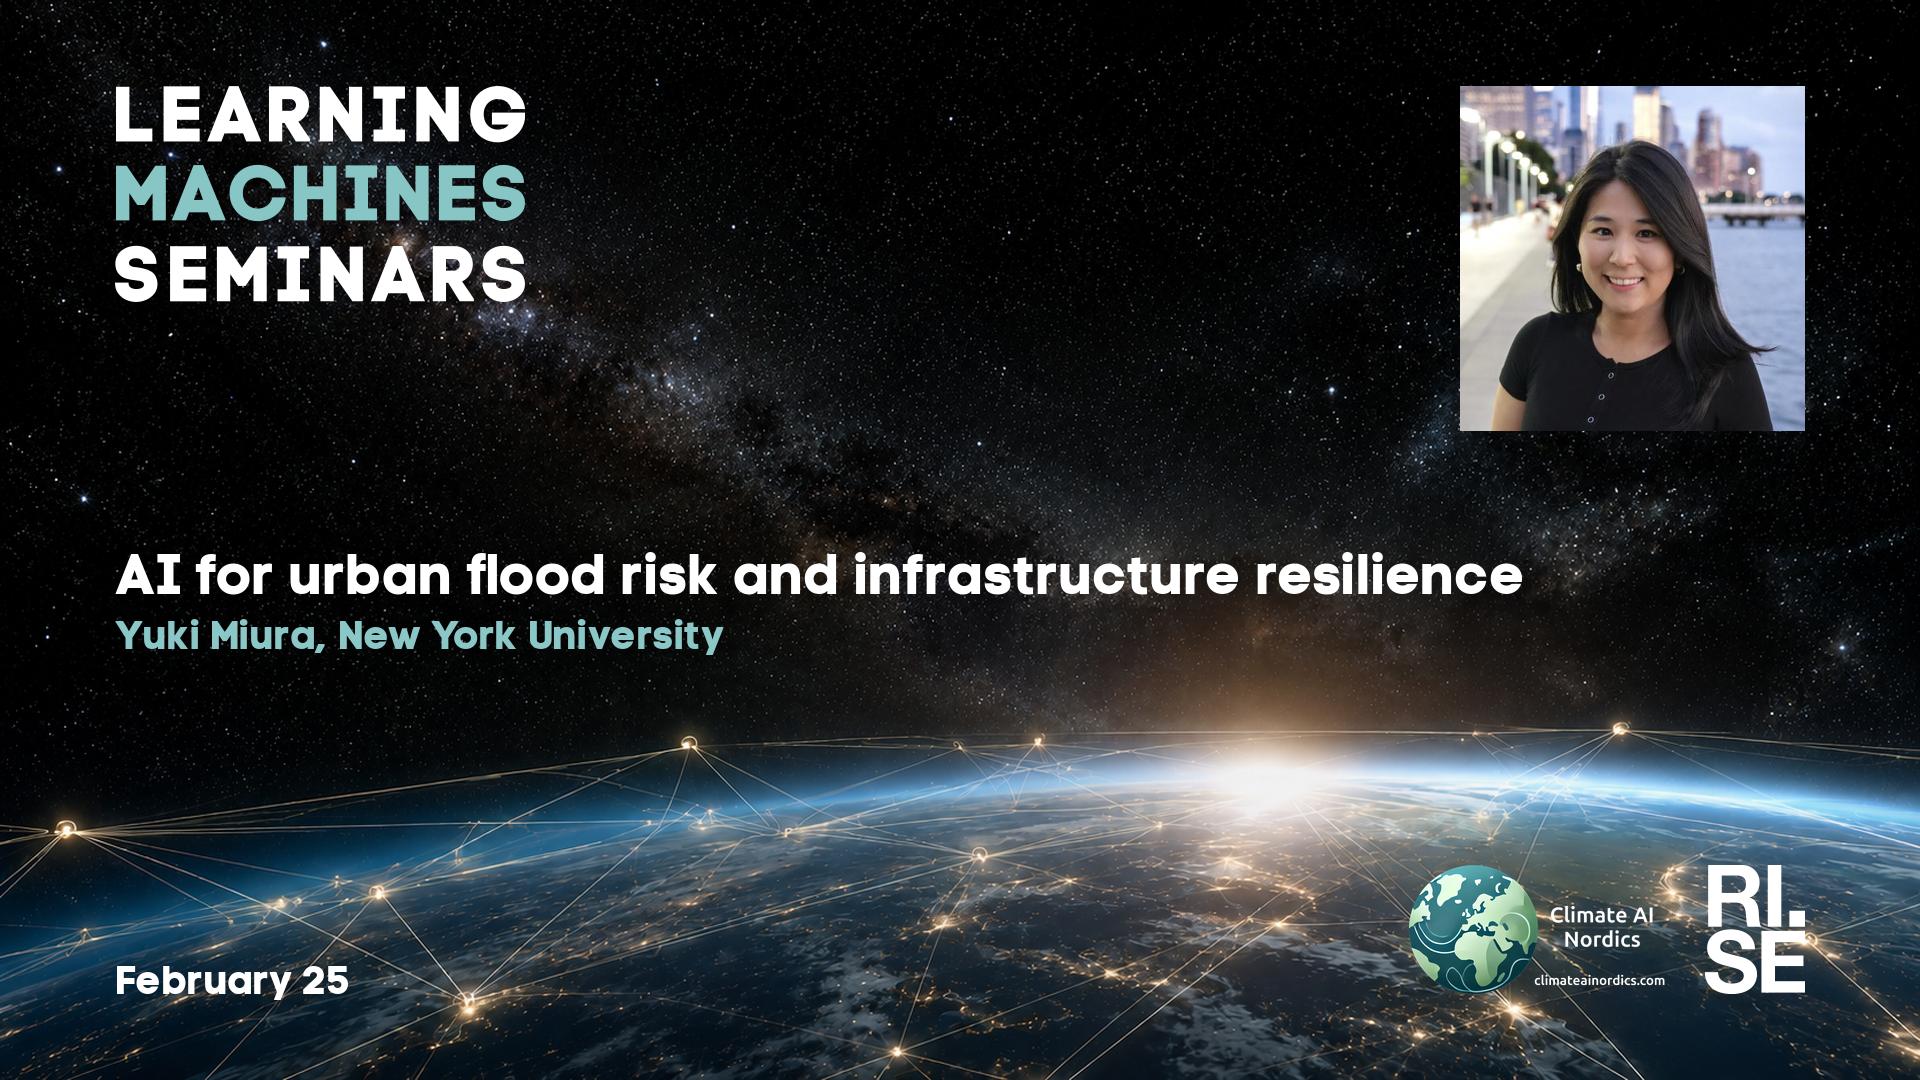 LEARNING
MACHINES
SEMINARS
AI for urban flood risk and infrastructure resilience
Yuki Miura, New York University
February 25
Climate AI
Nordics
climateainordics.com
RI.
SE